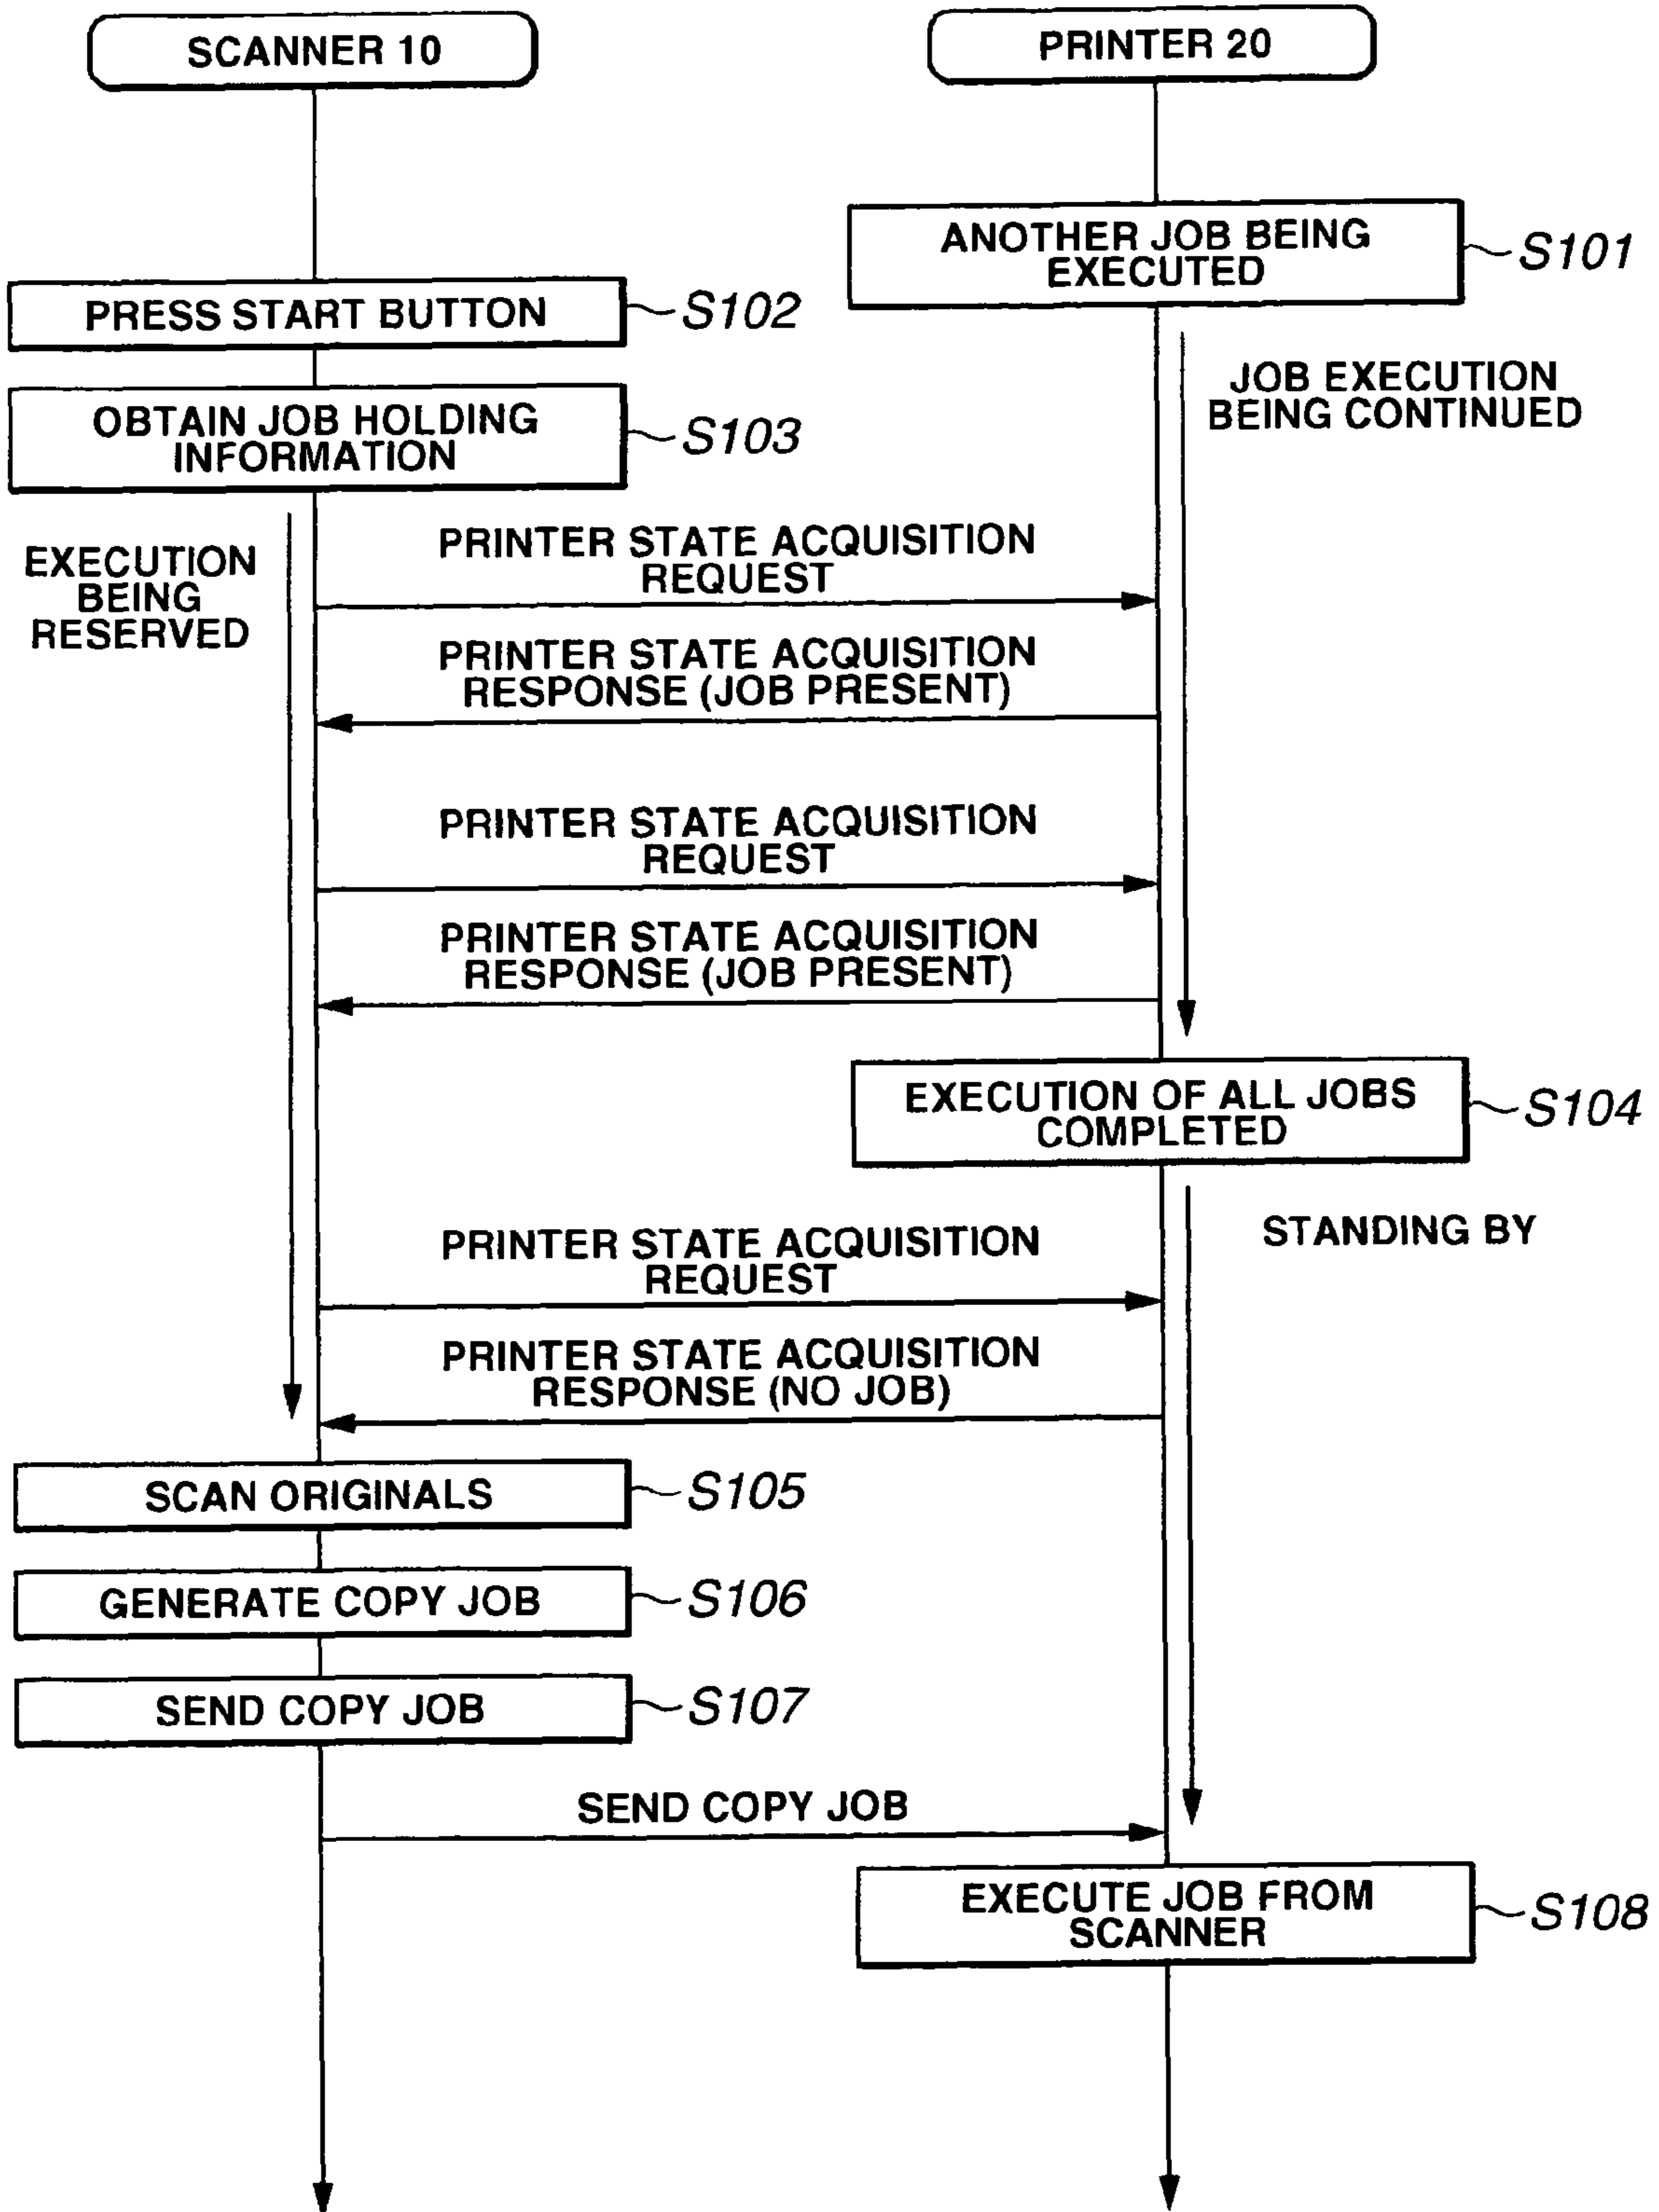 SCANNER 10
PRINTER 20
ANOTHER JOB BEING
EXECUTED
S101
PRESS START BUTTON
S102
JOB EXECUTION
BEING CONTINUED
OBTAIN JOB HOLDING
INFORMATION
S103
EXECUTION
BEING
RESERVED
PRINTER STATE ACQUISITION
REQUEST
PRINTER STATE ACQUISITION
RESPONSE (JOB PRESENT)
PRINTER STATE ACQUISITION
REQUEST
PRINTER STATE ACQUISITION
RESPONSE (JOB PRESENT)
EXECUTION OF ALL JOBS
COMPLETED
S104
STANDING BY
PRINTER STATE ACQUISITION
REQUEST
PRINTER STATE ACQUISITION
RESPONSE (NO JOB)
SCAN ORIGINALS
S105
GENERATE COPY JOB
S106
SEND COPY JOB
S107
SEND COPY JOB
EXECUTE JOB FROM
SCANNER
S108